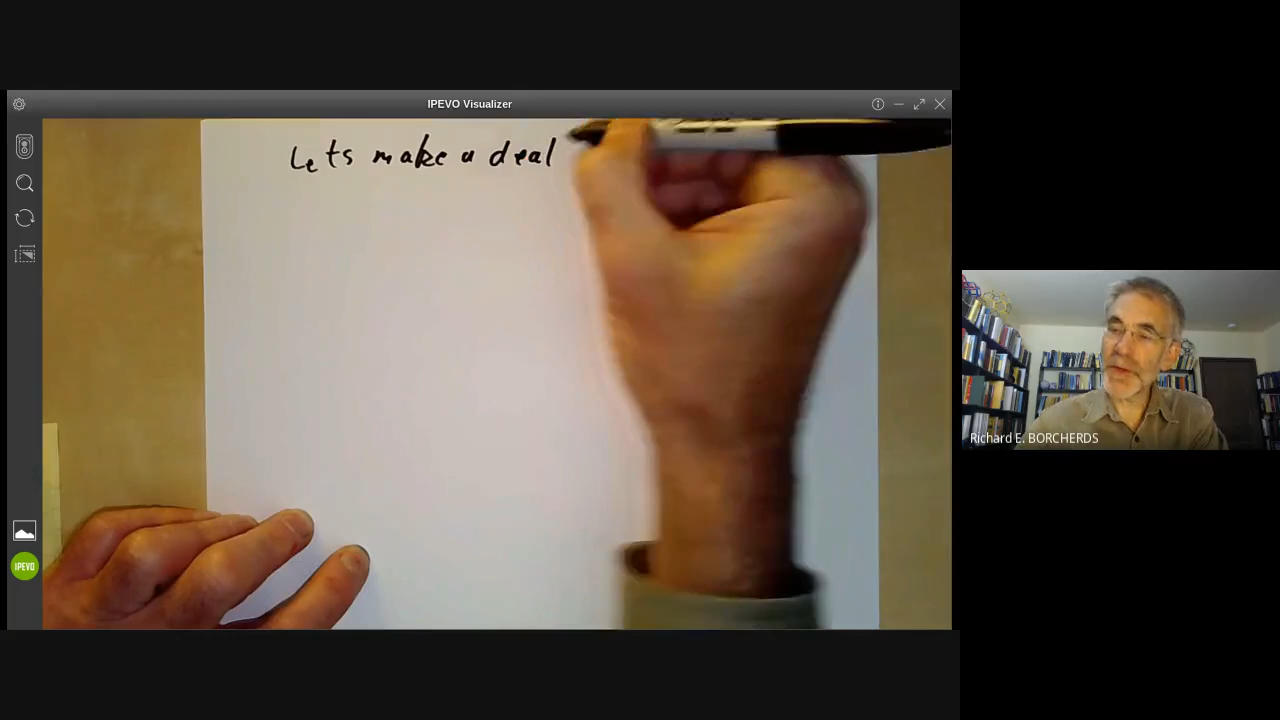 IPEVO Visualizer
Lets make a deal
Richard E. BORCHERDS
IPEVO